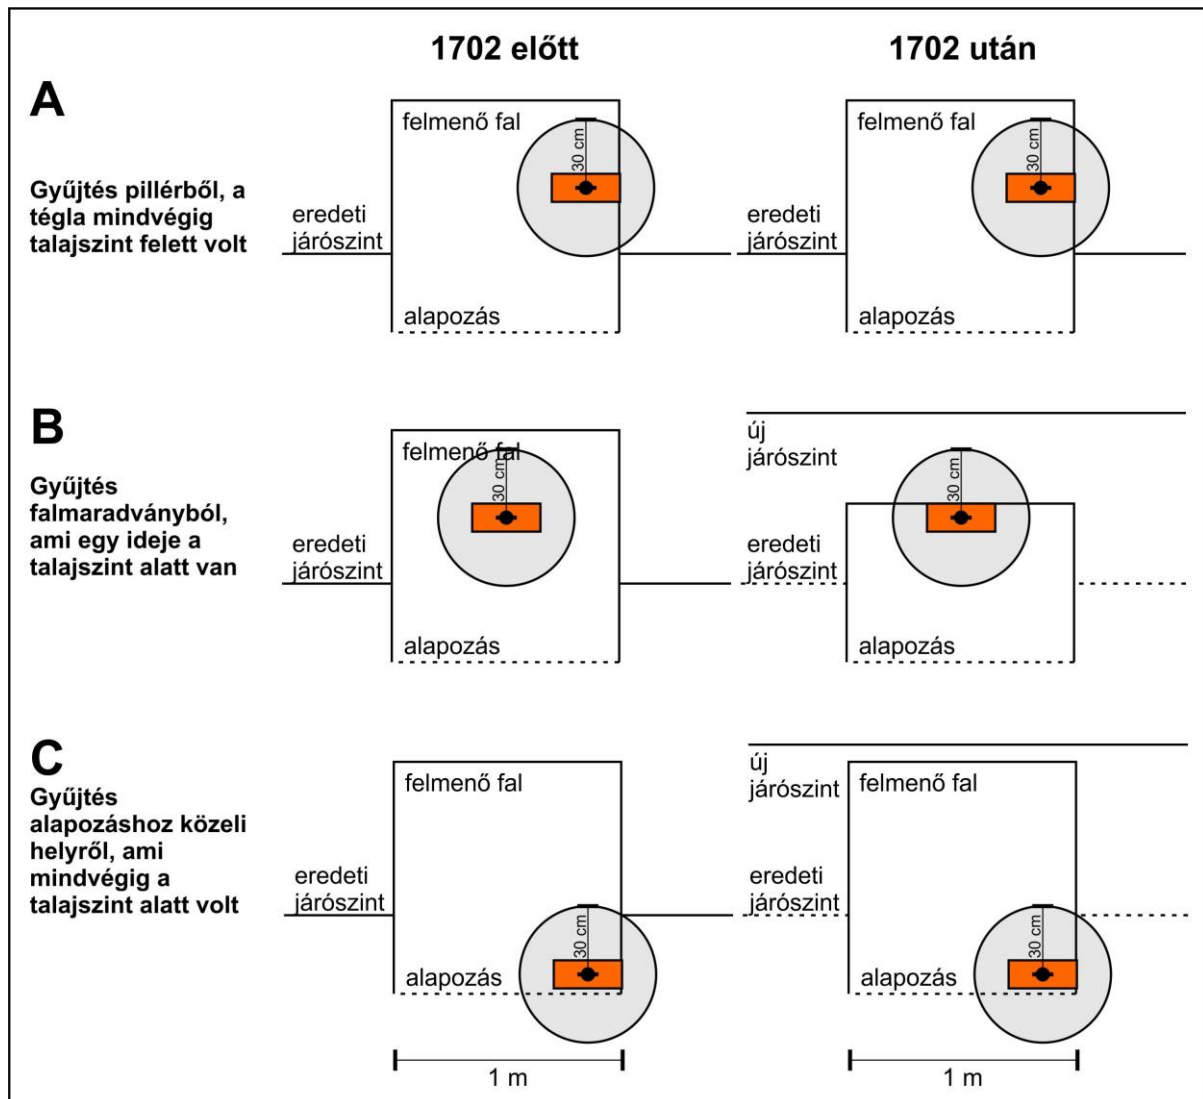 1702 előtt
1702 után
A
Gyűjtés pillérből, a
tégla mindvégig
talajszint felett volt
felmenő fal
30 cm
eredeti
járószint
alapozás
felmenő fal
30 cm
eredeti
járószint
alapozás
B
Gyűjtés
falmaradványból,
ami egy ideje a
talajszint alatt van
felmenő fal
30 cm
eredeti
járószint
alapozás
új
járószint
30 cm
eredeti
járószint
alapozás
C
Gyűjtés
alapozáshoz közeli
helyről, ami
mindvégig a
talajszint alatt volt
felmenő fal
eredeti
járószint
30 cm
alapozás
1 m
új
járószint
felmenő fal
eredeti
járószint
30 cm
alapozás
1 m